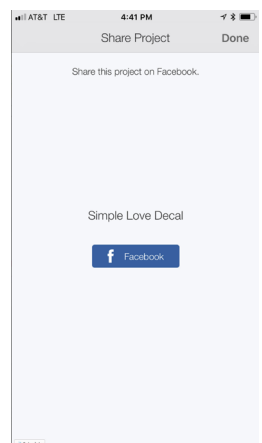 AT&T LTE 4:41 PM
Share Project Done
Share this project on Facebook.
Simple Love Decal
f Facebook